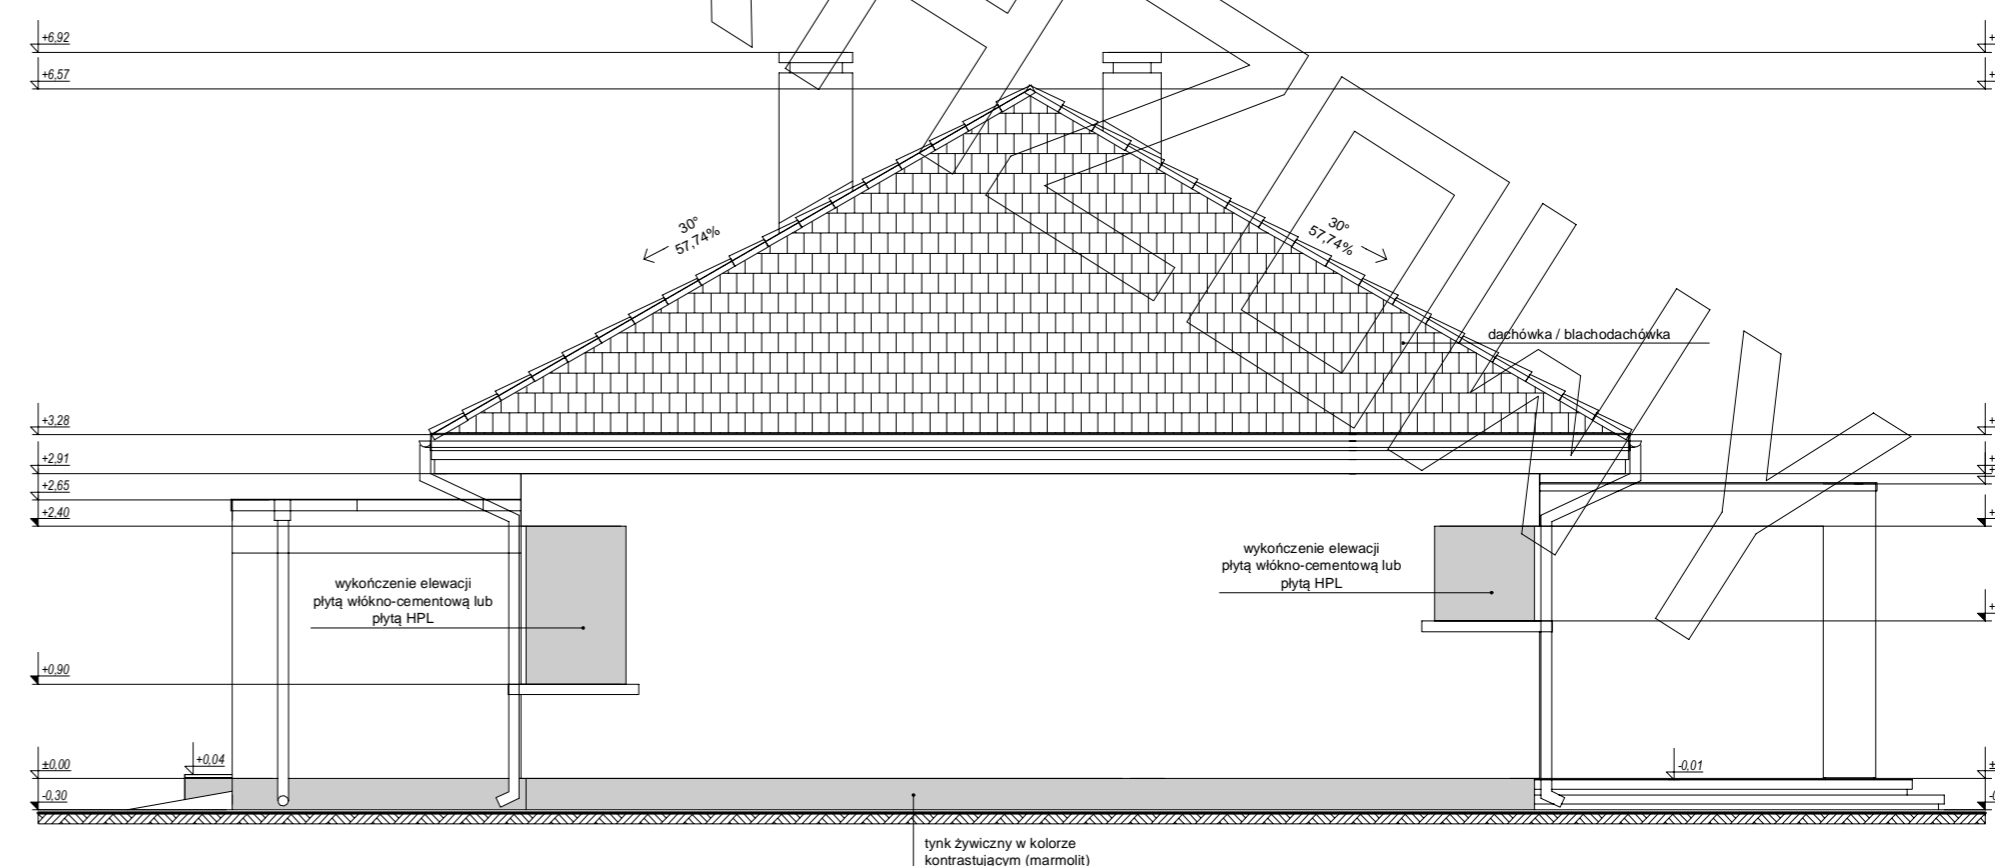 +6,92
+6,57
30°
57,74%
30°
57,74%
dachówka / blachodachówka
+3,28
+2,91
+2,65
+2,40
wykończenie elewacji
płytą włókno-cementową lub
płytą HPL
wykończenie elewacji
płytą włókno-cementową lub
płytą HPL
+0,90
+0,04
±0,00
-0,01
-0,30
tynk żywiczny w kolorze
kontrastującym (marmolit)